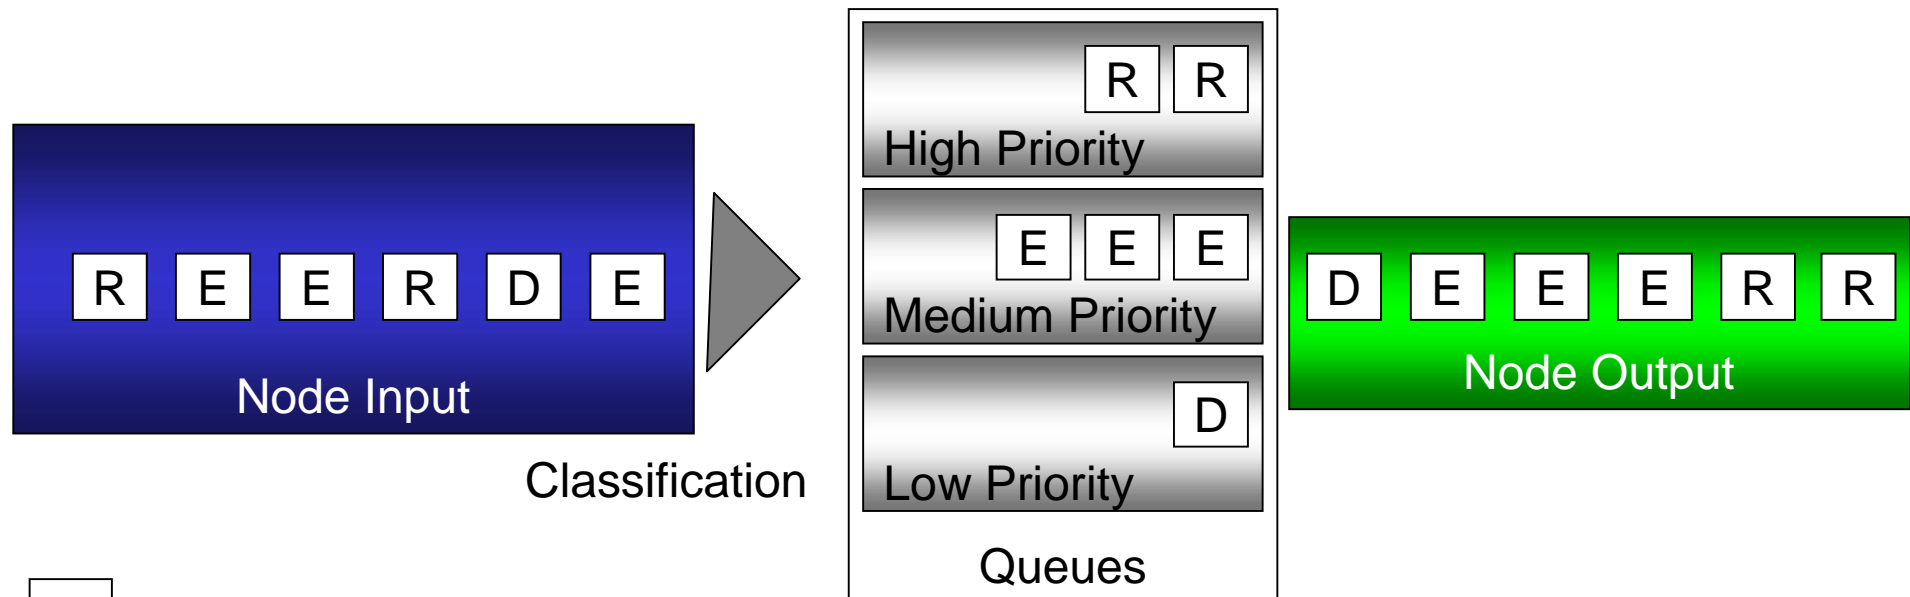 R E E R D E
Node Input
Classification
R R
High Priority
E E E
Medium Priority
D
Low Priority
Queues
D E E E R R
Node Output